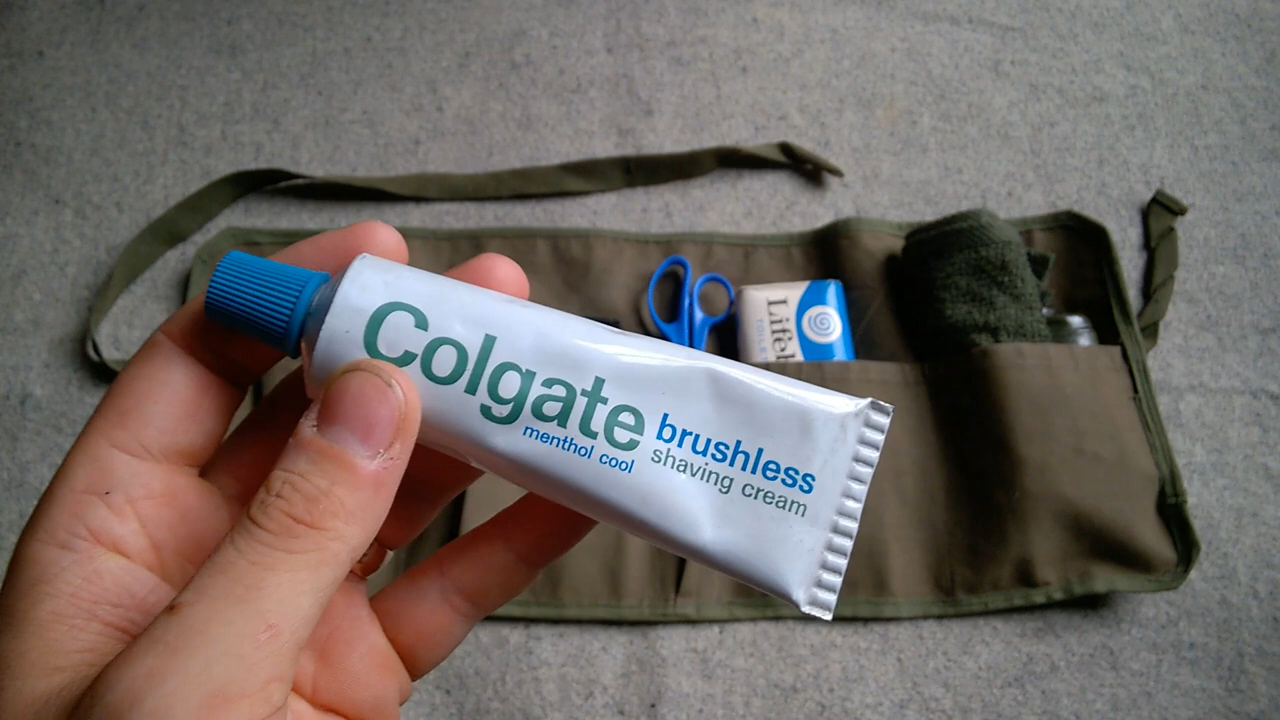 Colgate
menthol cool
brushless
shaving cream